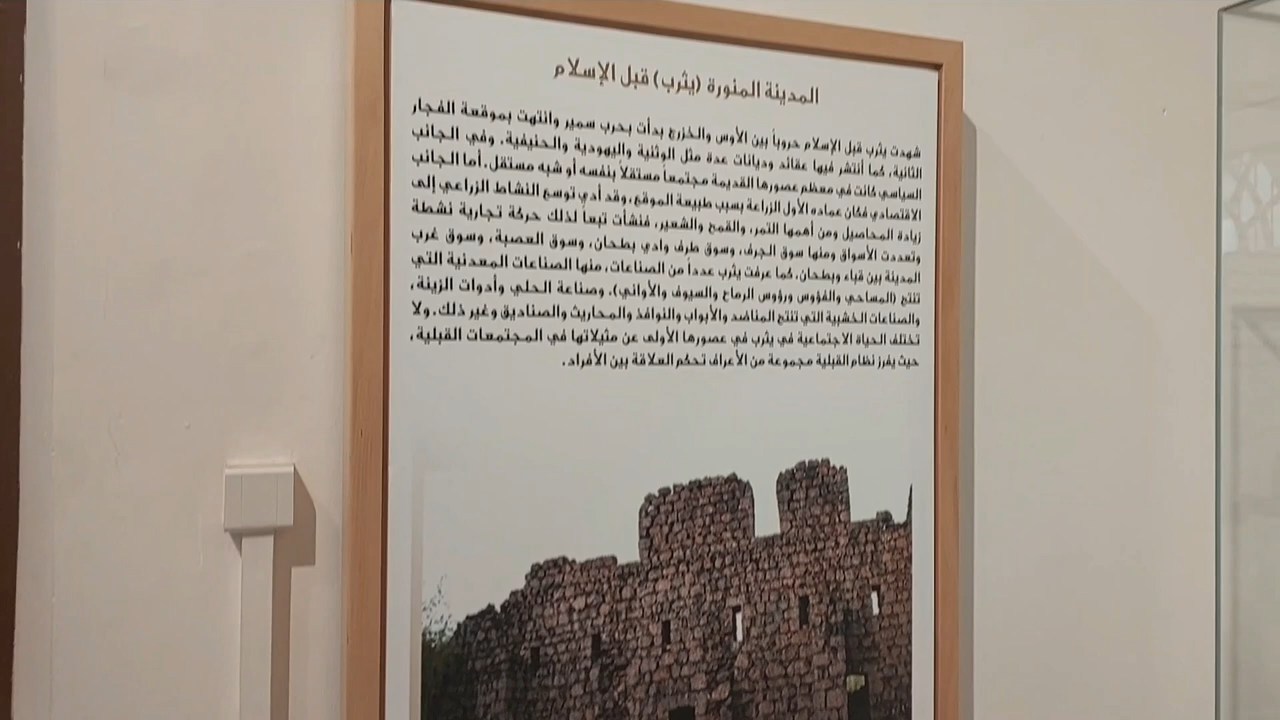 المدينة المنورة (يثرب) قبل الإسلام
شهدت يثرب قبل الإسلام حروباً بين الأوس والخزرج بدأت بحرب سمير وانتهت بموقعة الفجار
الثانية، كما أنتشر فيها عقائد وديانات عدة مثل الوثنية واليهودية والحنيفية. وفي الجانب
السياسي كانت في معظم عصورها القديمة مجتمعاً مستقلاً بنفسه أو شبه مستقل. أما الجانب
الاقتصادي فكان عماده الأول الزراعة بسبب طبيعة الموقع، وقد أدي توسع النشاط الزراعي إلى
زيادة المحاصيل ومن أهمها التمر، والقمح والشعير، فنشأت تبعاً لذلك حركة تجارية نشطة
وتعددت الأسواق ومنها سوق الجرف، وسوق طرف وادي بطحان، وسوق العصبة، وسوق غرب
المدينة بين قباء وبطحان. كما عرفت يثرب عدداً من الصناعات، منها الصناعات المعدنية التي
تنتج (المساحي والفؤوس ورؤوس الرماح والسيوف والأواني). وصناعة الحلي وأدوات الزينة،
والصناعات الخشبية التي تنتج المناضد والأبواب والنوافذ والمحاريث والصناديق وغير ذلك. ولا
تختلف الحياة الاجتماعية في يثرب في عصورها الأولى عن مثيلاتها في المجتمعات القبلية،
حيث يفرز نظام القبلية مجموعة من الأعراف تحكم العلاقة بين الأفراد.